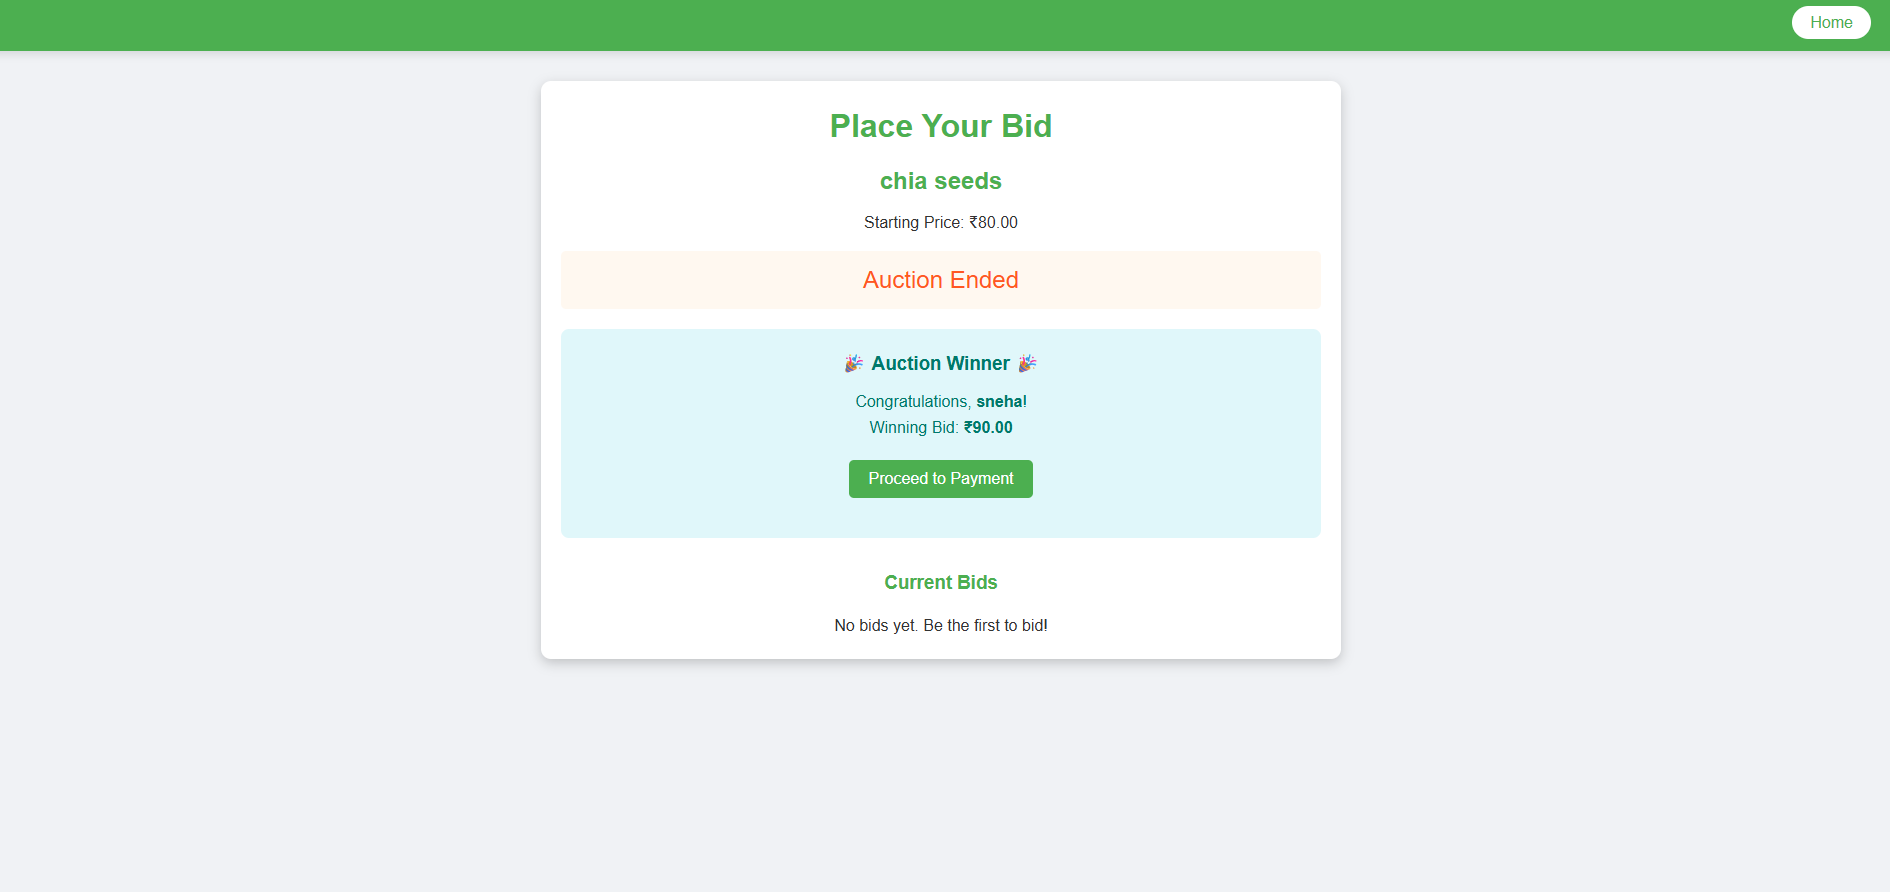 Home
Place Your Bid
chia seeds
Starting Price: ₹80.00
Auction Ended
🎉 Auction Winner 🎉
Congratulations, sneha!
Winning Bid: ₹90.00
Proceed to Payment
Current Bids
No bids yet. Be the first to bid!